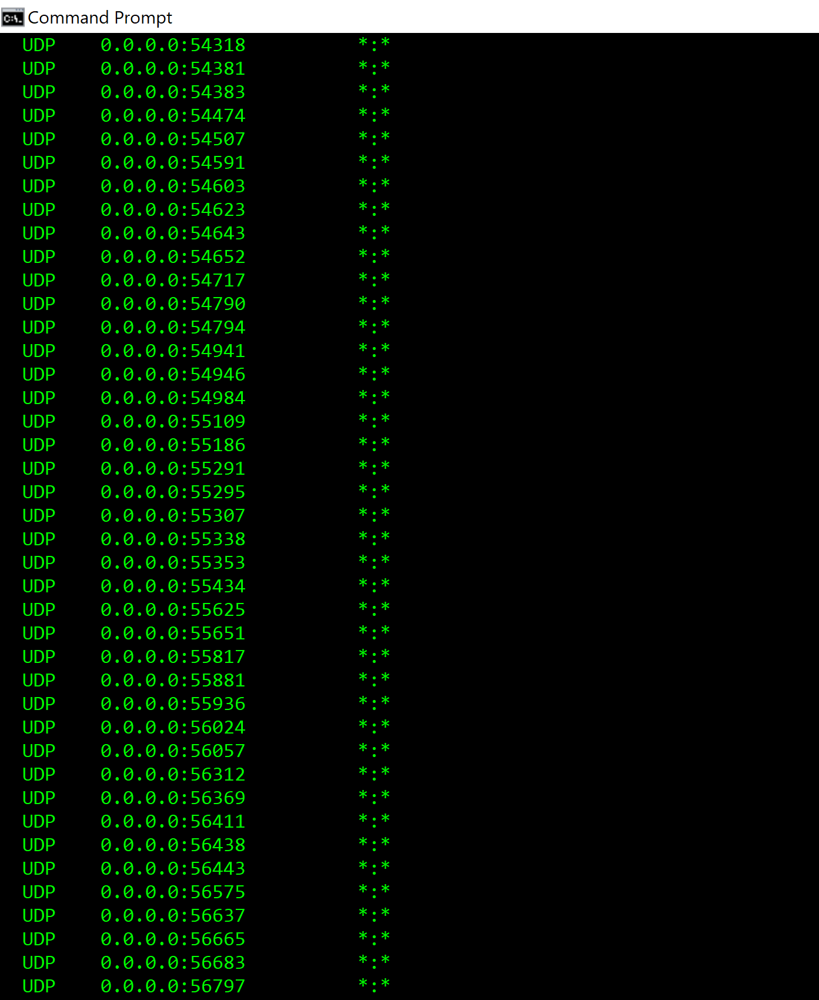 Command Prompt
UDP 0.0.0.0:54318 *:*
UDP 0.0.0.0:54381 *:*
UDP 0.0.0.0:54383 *:*
UDP 0.0.0.0:54474 *:*
UDP 0.0.0.0:54507 *:*
UDP 0.0.0.0:54591 *:*
UDP 0.0.0.0:54603 *:*
UDP 0.0.0.0:54623 *:*
UDP 0.0.0.0:54643 *:*
UDP 0.0.0.0:54652 *:*
UDP 0.0.0.0:54717 *:*
UDP 0.0.0.0:54790 *:*
UDP 0.0.0.0:54794 *:*
UDP 0.0.0.0:54941 *:*
UDP 0.0.0.0:54946 *:*
UDP 0.0.0.0:54984 *:*
UDP 0.0.0.0:55109 *:*
UDP 0.0.0.0:55186 *:*
UDP 0.0.0.0:55291 *:*
UDP 0.0.0.0:55295 *:*
UDP 0.0.0.0:55307 *:*
UDP 0.0.0.0:55338 *:*
UDP 0.0.0.0:55353 *:*
UDP 0.0.0.0:55434 *:*
UDP 0.0.0.0:55625 *:*
UDP 0.0.0.0:55651 *:*
UDP 0.0.0.0:55817 *:*
UDP 0.0.0.0:55881 *:*
UDP 0.0.0.0:55936 *:*
UDP 0.0.0.0:56024 *:*
UDP 0.0.0.0:56057 *:*
UDP 0.0.0.0:56312 *:*
UDP 0.0.0.0:56369 *:*
UDP 0.0.0.0:56411 *:*
UDP 0.0.0.0:56438 *:*
UDP 0.0.0.0:56443 *:*
UDP 0.0.0.0:56575 *:*
UDP 0.0.0.0:56637 *:*
UDP 0.0.0.0:56665 *:*
UDP 0.0.0.0:56683 *:*
UDP 0.0.0.0:56797 *:*